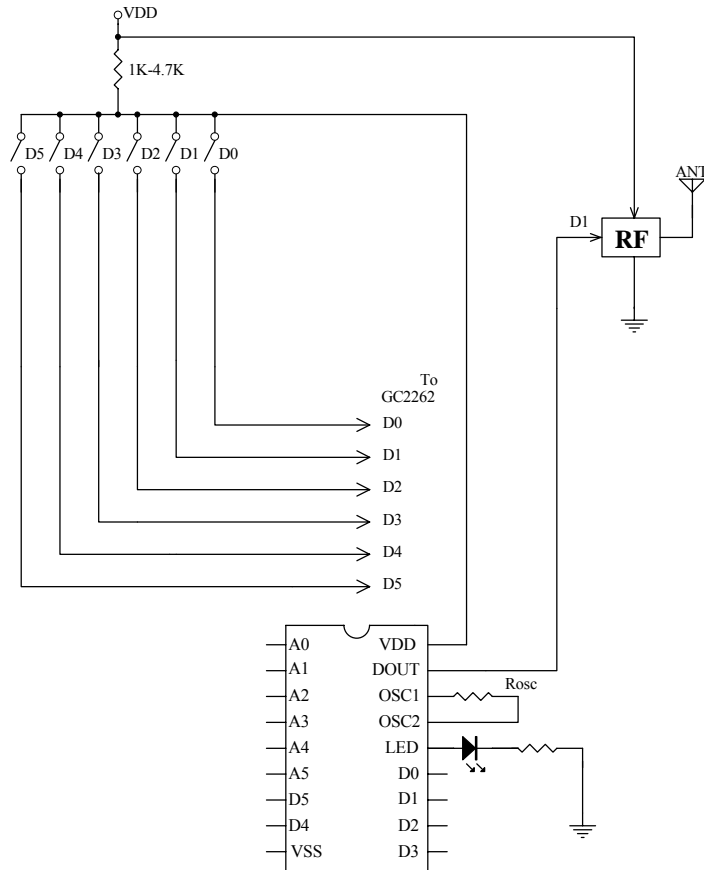 VDD
1K-4.7K
D5 D4 D3 D2 D1 D0
ANT
D1
RF
To
GC2262
D0
D1
D2
D3
D4
D5
A0 VDD
A1 DOUT
Rosc
A2 OSC1
A3 OSC2
A4 LED
A5 D0
D5 D1
D4 D2
VSS D3